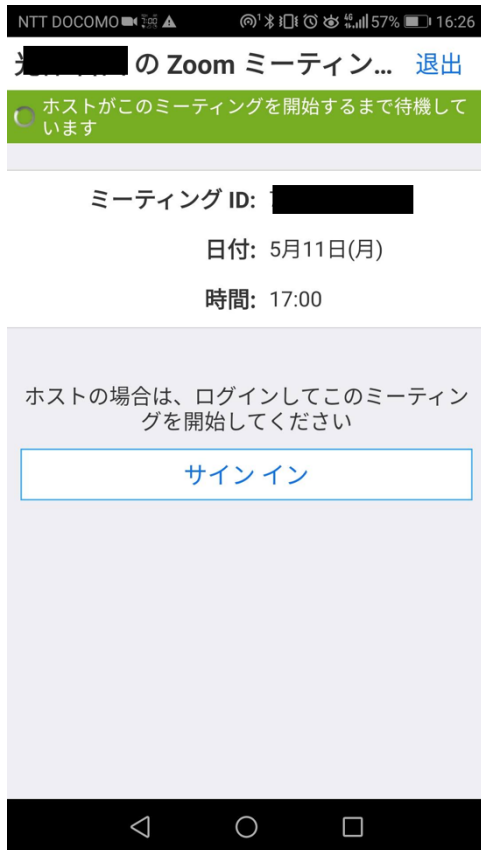 NTT DOCOMO 57% 16:26
の Zoom ミーティン... 退出
ホストがこのミーティングを開始するまで待機して
います
ミーティング ID:
日付: 5月11日(月)
時間: 17:00
ホストの場合は、ログインしてこのミーティン
グを開始してください
サイン イン